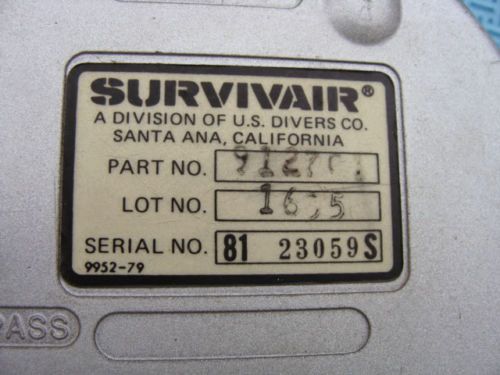 SURVIVAIR®
A DIVISION OF U.S. DIVERS CO.
SANTA ANA, CALIFORNIA
PART NO.
LOT NO.
SERIAL NO. 81 23059S
9952-79